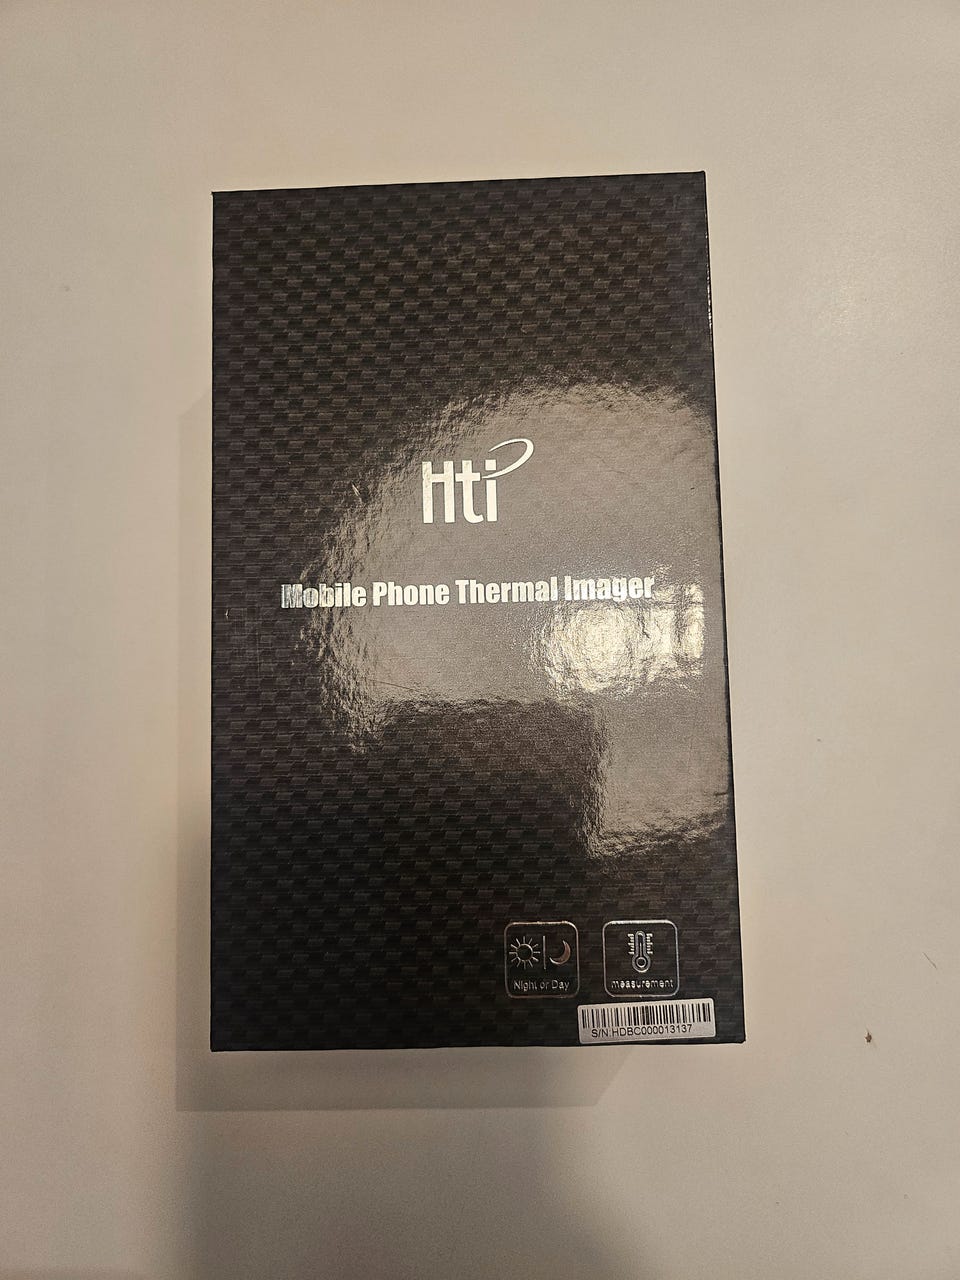 Hti
Mobile Phone Thermal Imager
Night or Day
measurement
S/N:HDBC000013137